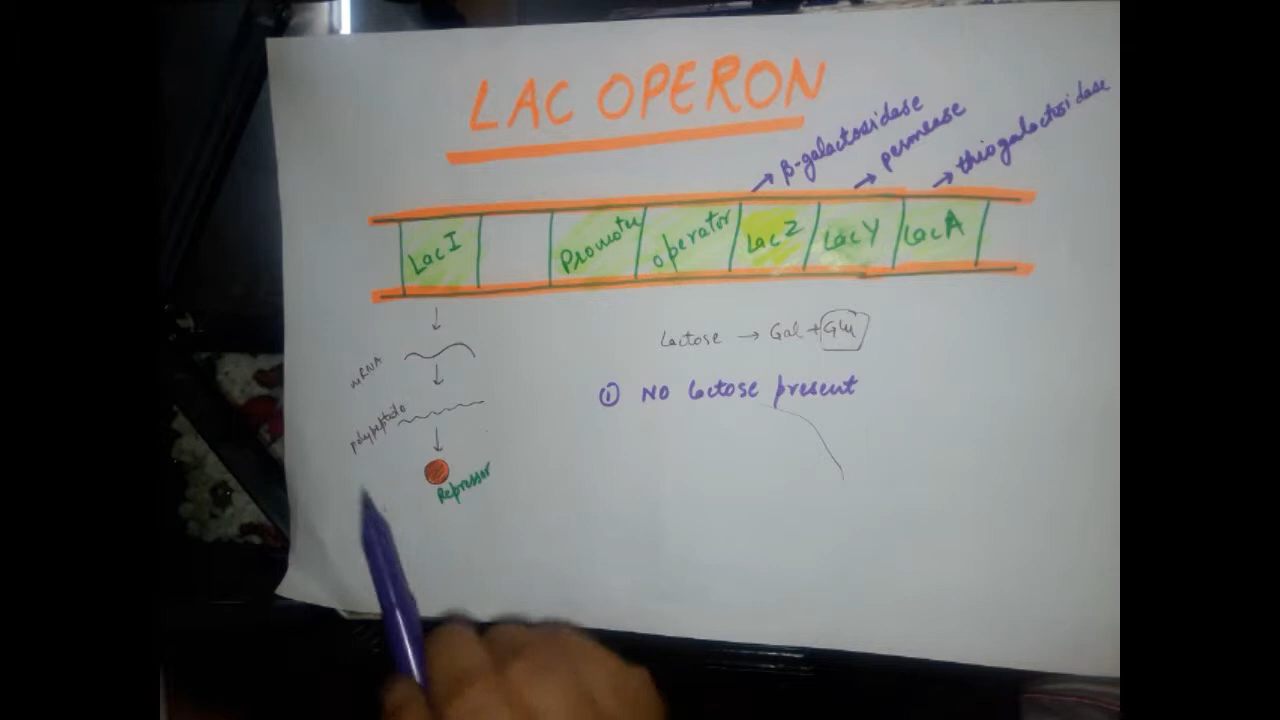 LAC OPERON
→ β-galactosidase
→ permease
→ thiogalactosidase
LacI Promoter operator LacZ LacY LacA
Lactose → Gal + Glu
mRNA
① NO lactose present
polypeptide
Repressor